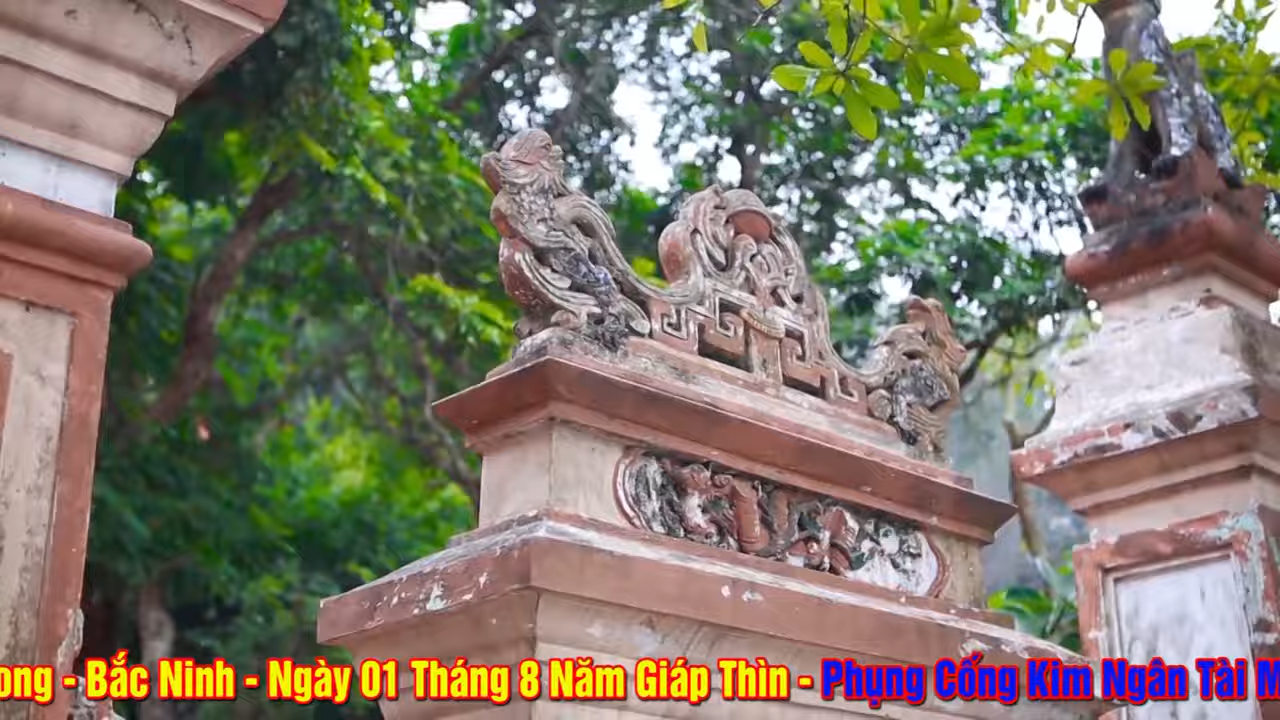 ong - Bắc Ninh - Ngày 01 Tháng 8 Năm Giáp Thìn - Phụng Cống Kim Ngân Tài M